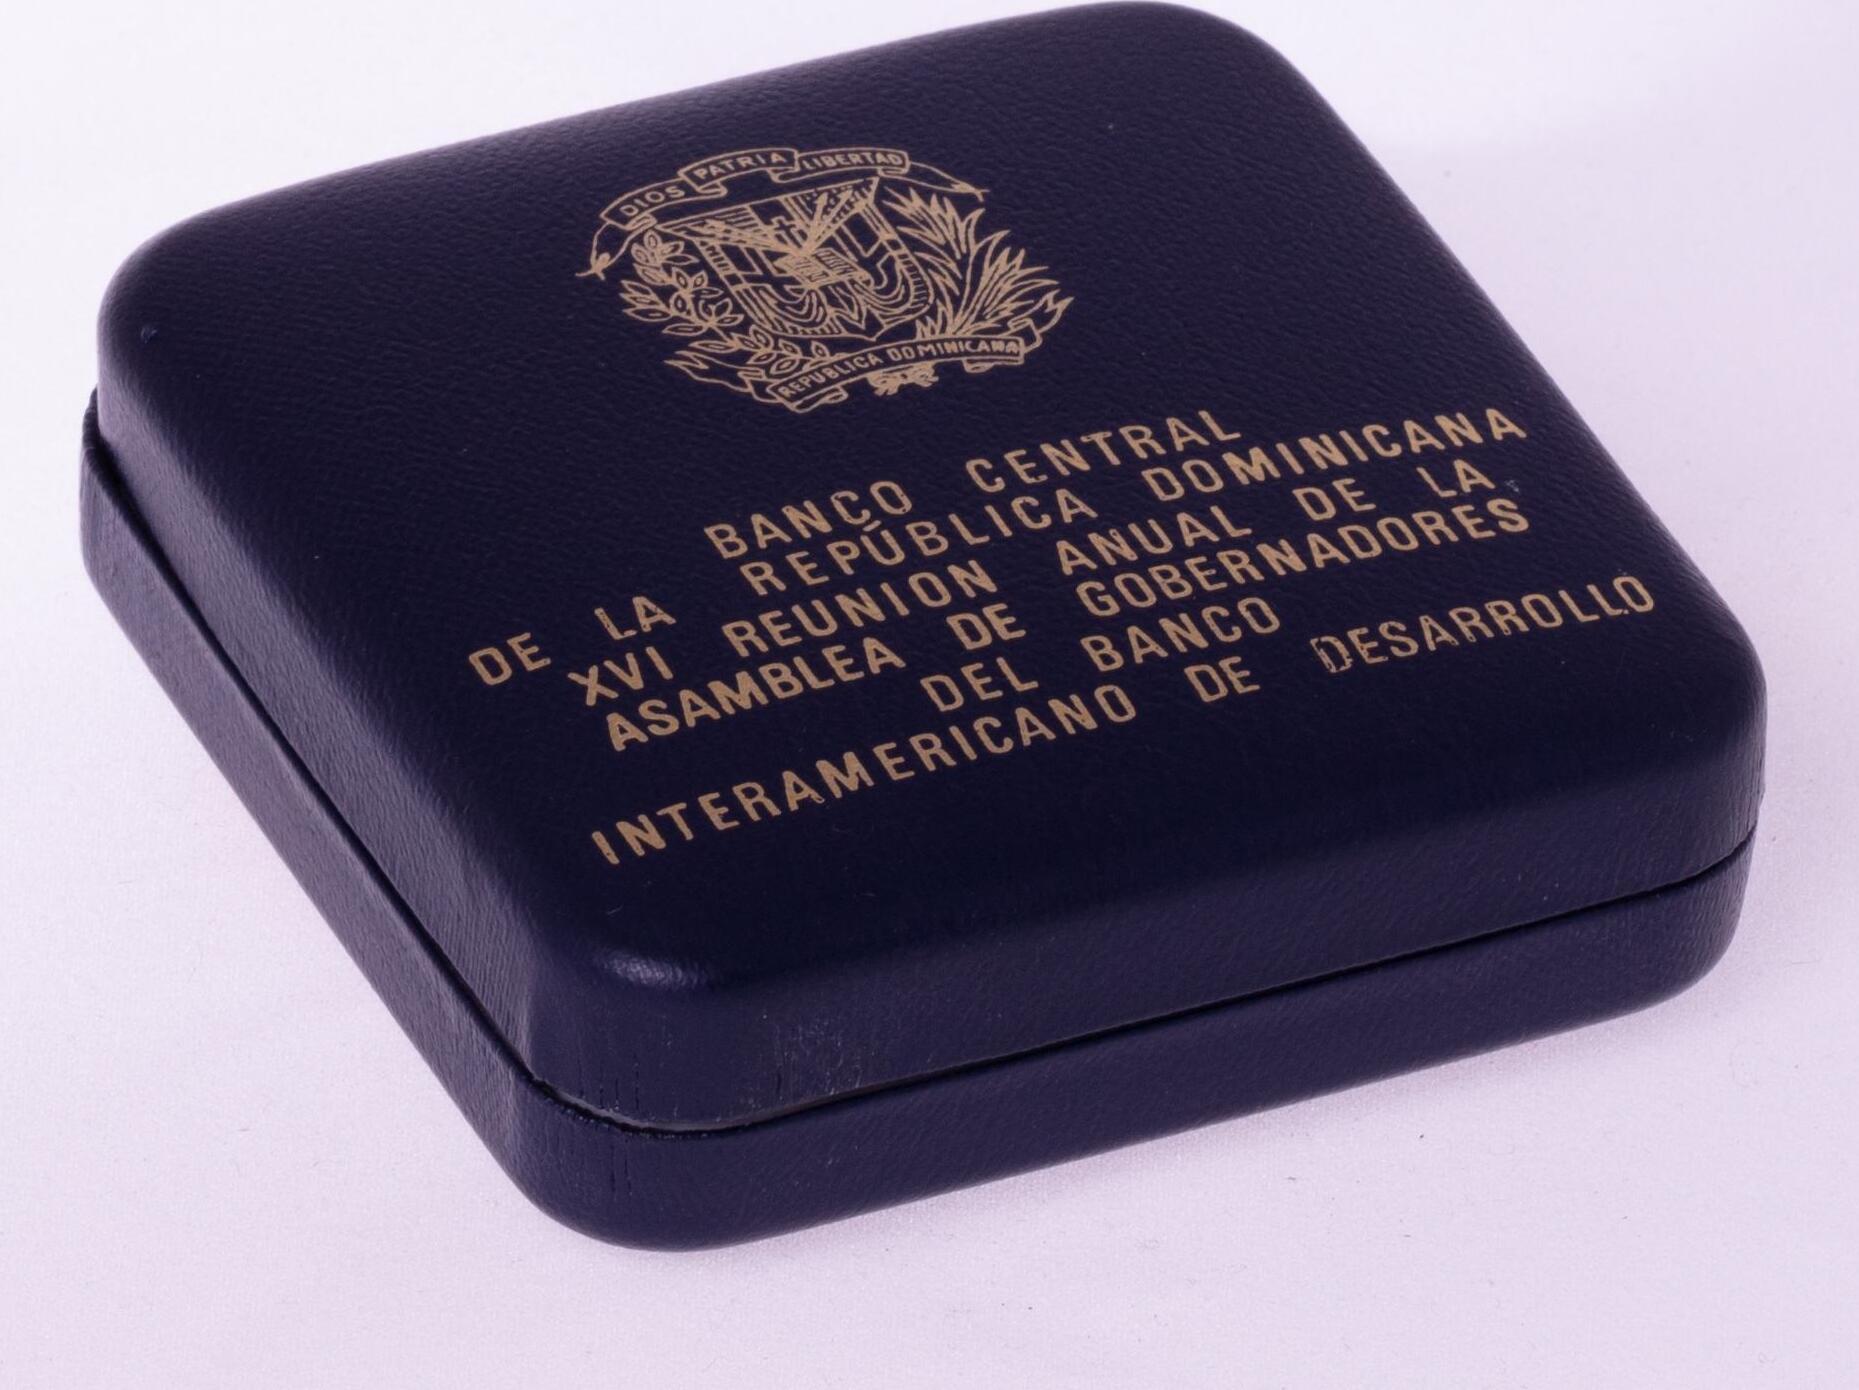 DIOS PATRIA LIBERTAD
REPUBLICA DOMINICANA
BANCO CENTRAL
DE LA REPÚBLICA DOMINICANA
XVI REUNION ANUAL DE LA
ASAMBLEA DE GOBERNADORES
DEL BANCO
INTERAMERICANO DE DESARROLLO